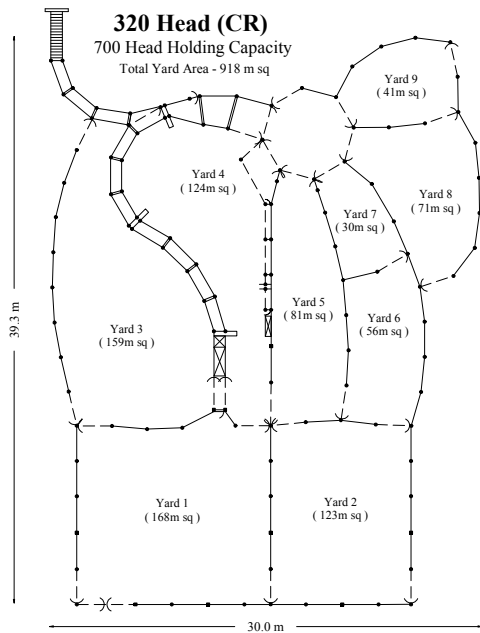 320 Head (CR)
700 Head Holding Capacity
Total Yard Area - 918 m sq
Yard 9
( 41m sq )
Yard 4
( 124m sq )
Yard 8
( 71m sq )
Yard 7
( 30m sq )
Yard 5
( 81m sq )
Yard 6
( 56m sq )
Yard 3
( 159m sq )
39.3 m
Yard 1
( 168m sq )
Yard 2
( 123m sq )
30.0 m